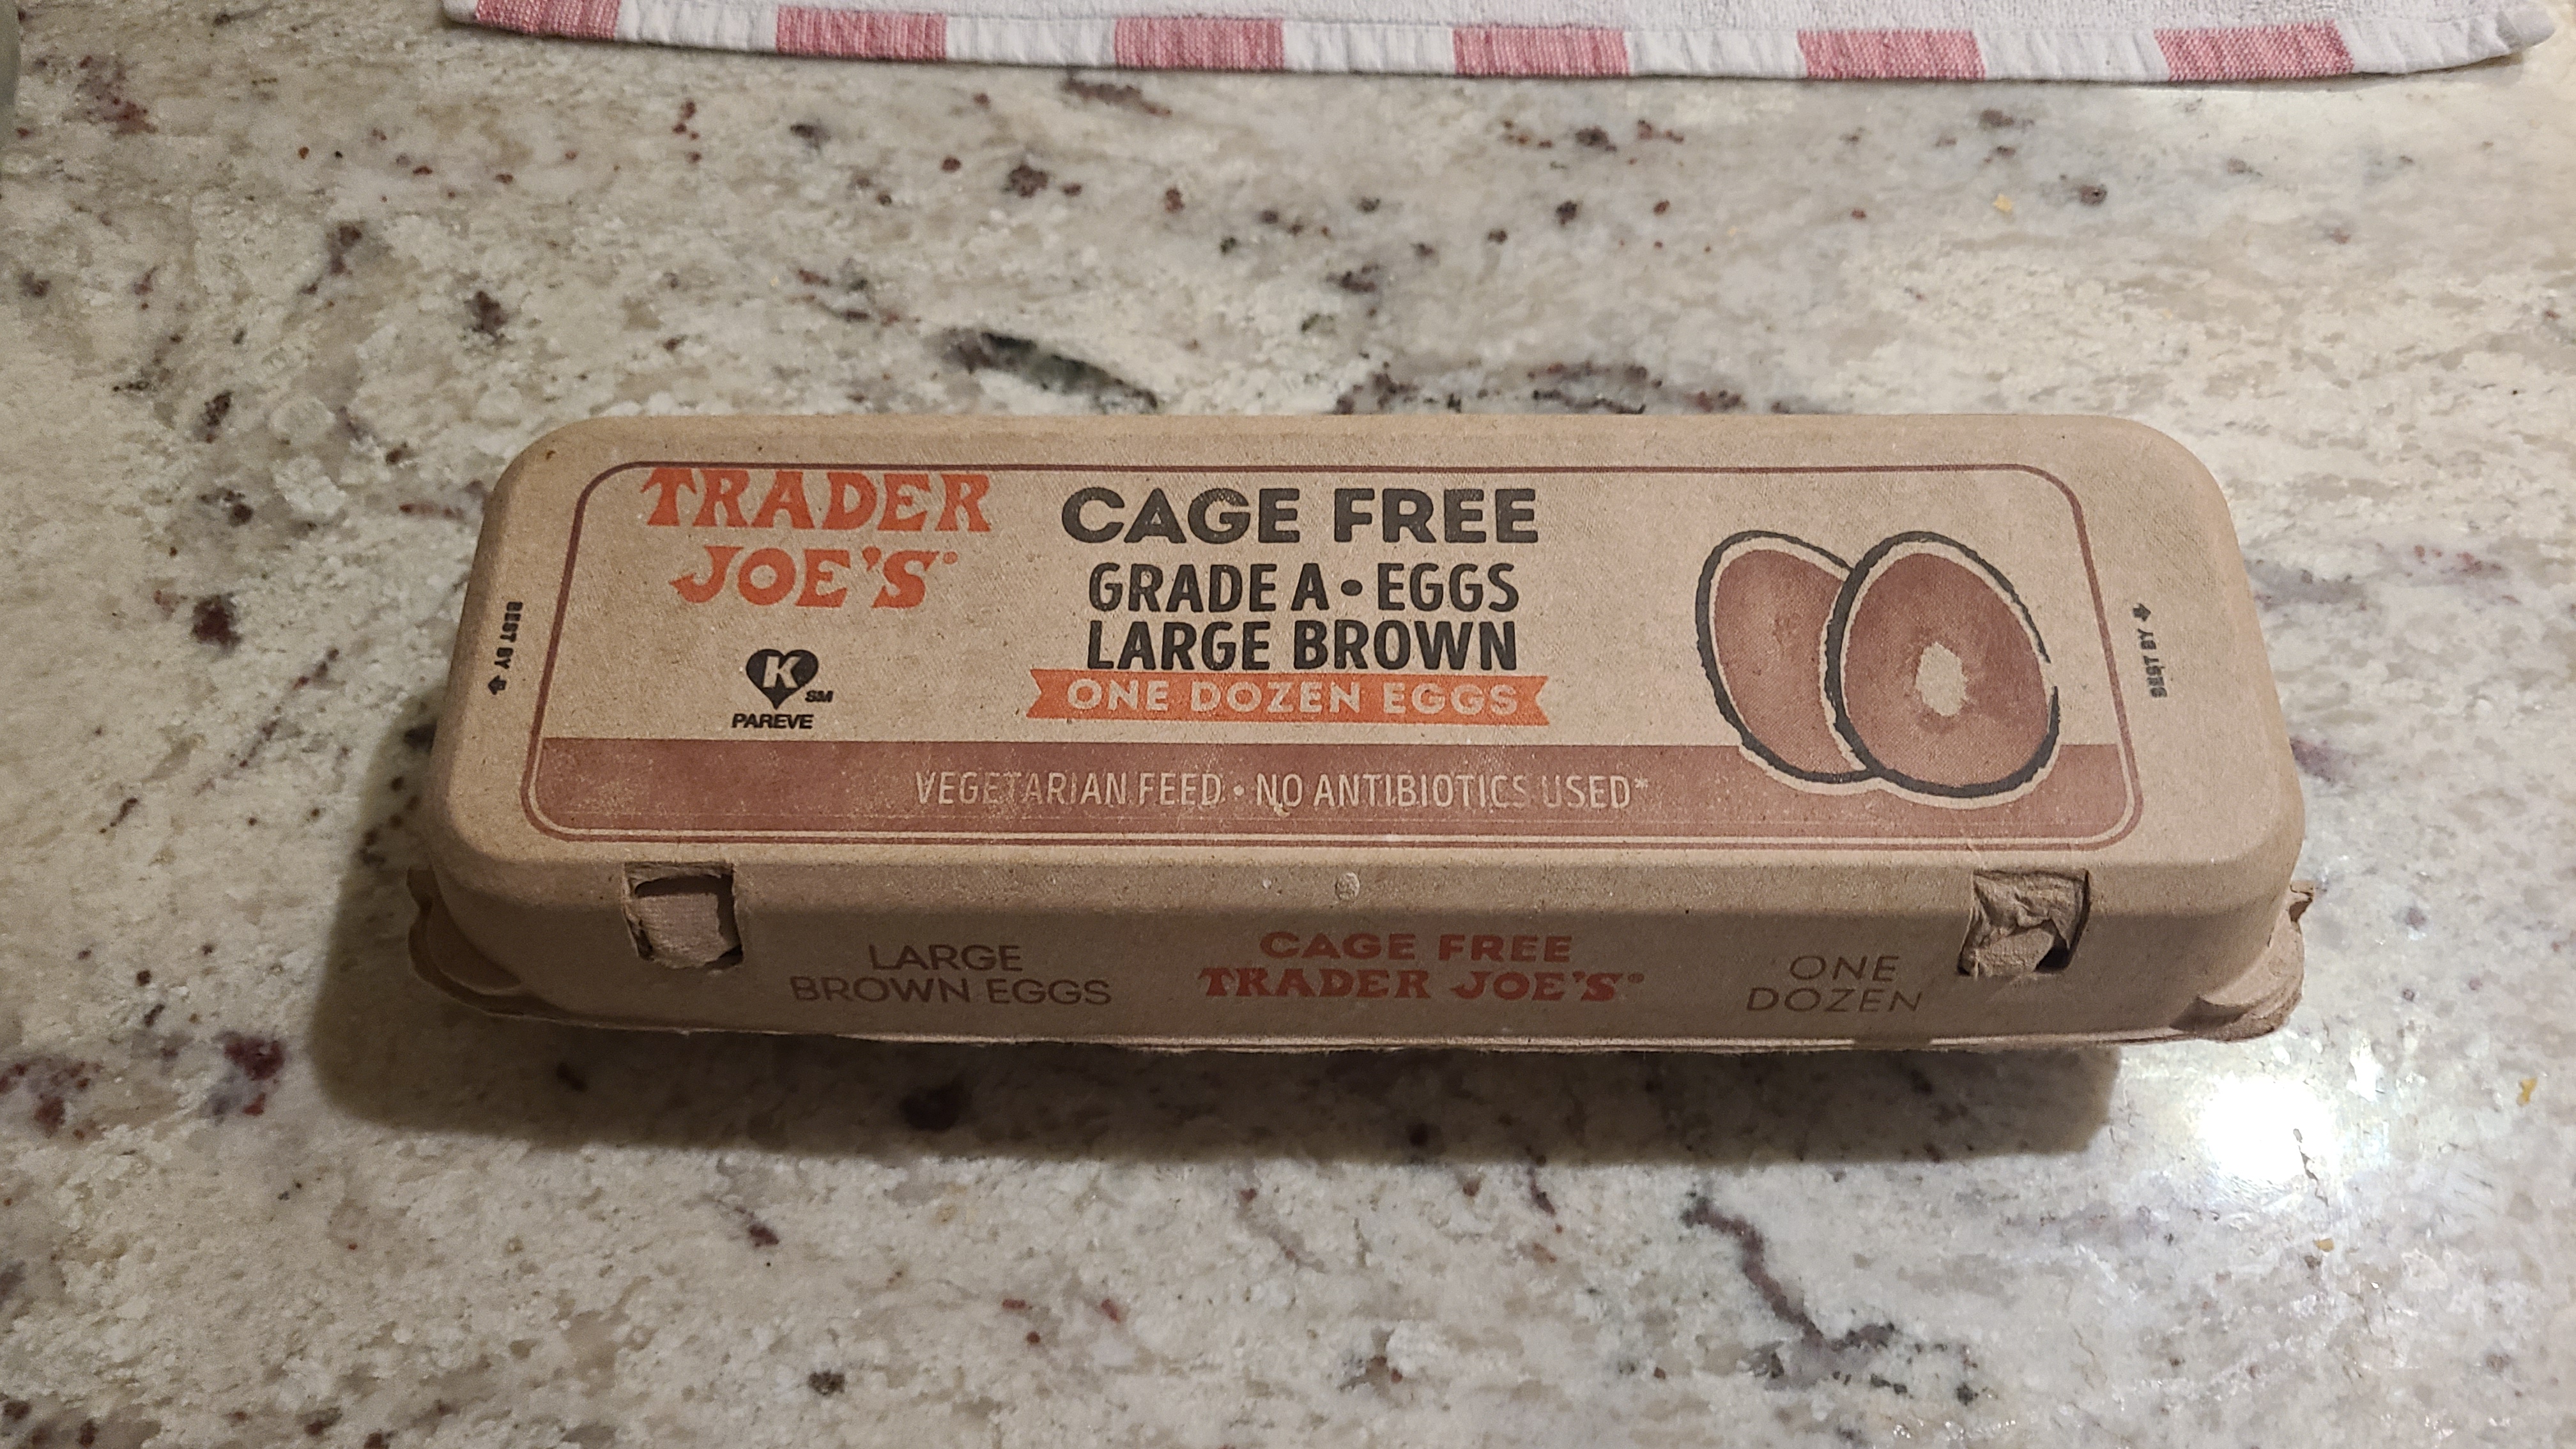 TRADER
JOE'S®
CAGE FREE
GRADE A • EGGS
LARGE BROWN
ONE DOZEN EGGS
K SM
PAREVE
VEGETARIAN FEED • NO ANTIBIOTICS USED*
BEST BY
BEST BY
LARGE
BROWN EGGS
CAGE FREE
TRADER JOE'S®
ONE
DOZEN